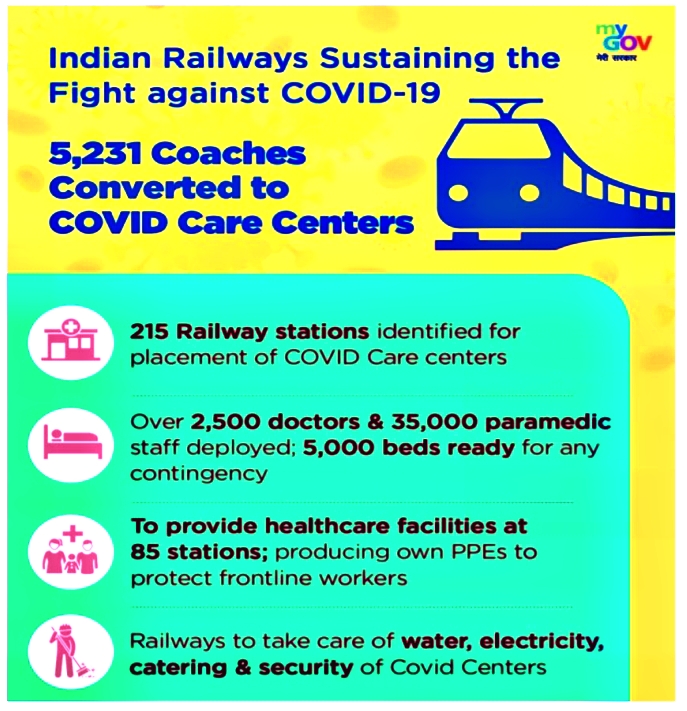 my
GOV
मेरी सरकार
Indian Railways Sustaining the
Fight against COVID-19
5,231 Coaches
Converted to
COVID Care Centers
215 Railway stations identified for
placement of COVID Care centers
Over 2,500 doctors & 35,000 paramedic
staff deployed; 5,000 beds ready for any
contingency
To provide healthcare facilities at
85 stations; producing own PPEs to
protect frontline workers
Railways to take care of water, electricity,
catering & security of Covid Centers